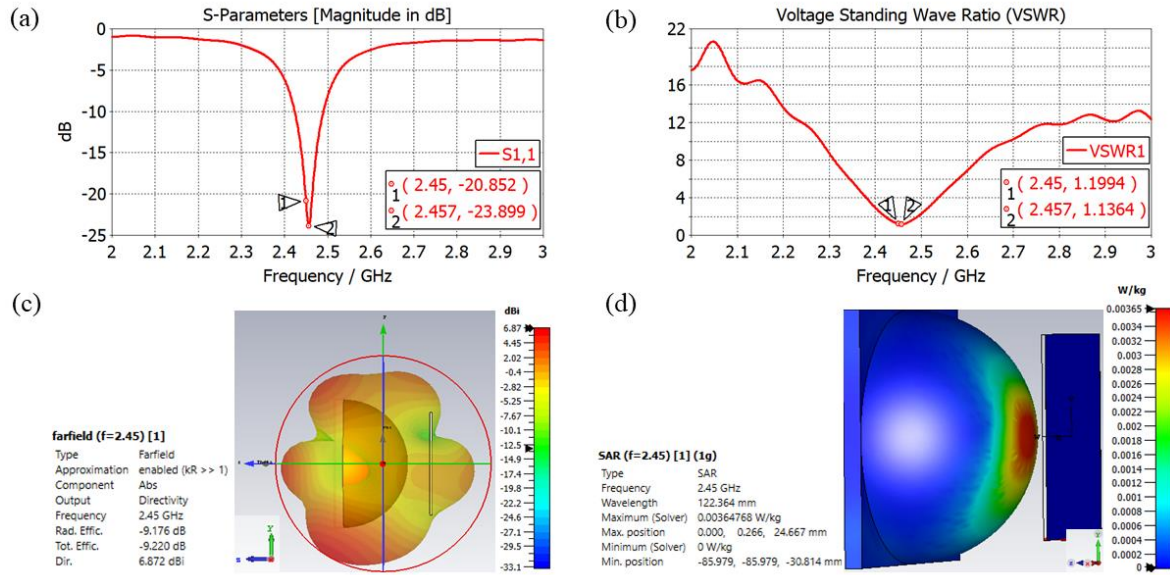 (a)
S-Parameters [Magnitude in dB]
0
-5
-10
-15
-20
-25
dB
S1,1
1 ( 2.45, -20.852 )
2 ( 2.457, -23.899 )
1
2
2 2.1 2.2 2.3 2.4 2.5 2.6 2.7 2.8 2.9 3
Frequency / GHz
(b)
Voltage Standing Wave Ratio (VSWR)
22
20
16
12
8
4
0
VSWR1
1 ( 2.45, 1.1994 )
2 ( 2.457, 1.1364 )
1 2
2 2.1 2.2 2.3 2.4 2.5 2.6 2.7 2.8 2.9 3
Frequency / GHz
(c)
dBi
6.87
4.45
2.02
-0.4
-2.82
-5.25
-7.67
-10.1
-12.5
-14.9
-17.4
-19.8
-22.2
-24.6
-27.1
-29.5
-33.1
farfield (f=2.45) [1]
Type Farfield
Approximation enabled (kR >> 1)
Component Abs
Output Directivity
Frequency 2.45 GHz
Rad. Effic. -9.176 dB
Tot. Effic. -9.220 dB
Dir. 6.872 dBi
Y
(d)
W/kg
0.00365
0.0034
0.0032
0.003
0.0028
0.0026
0.0024
0.0022
0.002
0.0018
0.0016
0.0014
0.0012
0.001
0.0008
0.0006
0.0004
0.0002
0
SAR (f=2.45) [1] (1g)
Type SAR
Frequency 2.45 GHz
Wavelength 122.364 mm
Maximum (Solver) 0.00364768 W/kg
Max. position 0.000, 0.266, 24.667 mm
Minimum (Solver) 0 W/kg
Min. position -85.979, -85.979, -30.814 mm